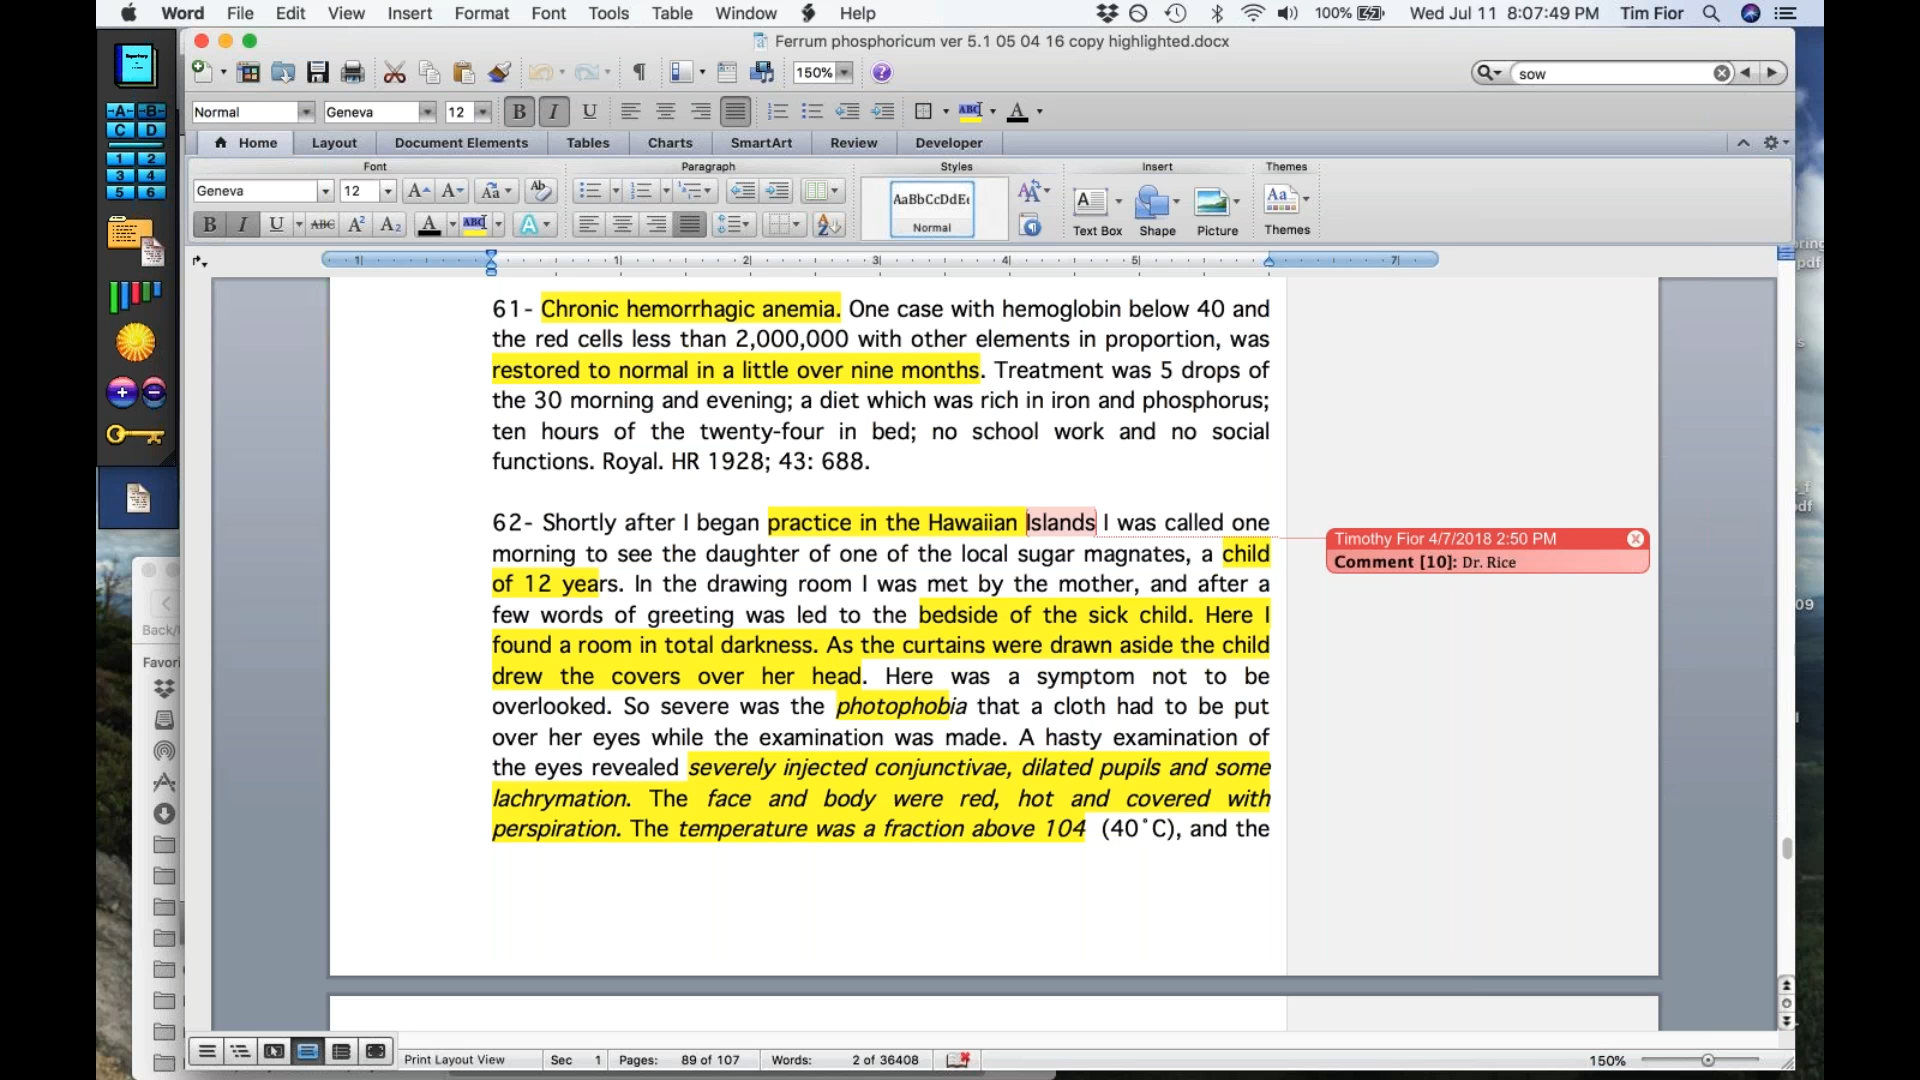 Word File Edit View Insert Format Font Tools Table Window Help 100% Wed Jul 11 8:07:49 PM Tim Fior
Ferrum phosphoricum ver 5.1 05 04 16 copy highlighted.docx
150% sow
Normal Geneva 12 B I U ABC A
Home Layout Document Elements Tables Charts SmartArt Review Developer
Font Paragraph Styles Insert Themes
Geneva 12 AaBbCcDdEe
B I U ABC A² A₂ A ABC A Normal Text Box Shape Picture Themes
61- Chronic hemorrhagic anemia. One case with hemoglobin below 40 and
the red cells less than 2,000,000 with other elements in proportion, was
restored to normal in a little over nine months. Treatment was 5 drops of
the 30 morning and evening; a diet which was rich in iron and phosphorus;
ten hours of the twenty-four in bed; no school work and no social
functions. Royal. HR 1928; 43: 688.
62- Shortly after I began practice in the Hawaiian Islands I was called one
morning to see the daughter of one of the local sugar magnates, a child
of 12 years. In the drawing room I was met by the mother, and after a
few words of greeting was led to the bedside of the sick child. Here I
found a room in total darkness. As the curtains were drawn aside the child
drew the covers over her head. Here was a symptom not to be
overlooked. So severe was the photophobia that a cloth had to be put
over her eyes while the examination was made. A hasty examination of
the eyes revealed severely injected conjunctivae, dilated pupils and some
lachrymation. The face and body were red, hot and covered with
perspiration. The temperature was a fraction above 104 (40˚C), and the
Timothy Fior 4/7/2018 2:50 PM
Comment [10]: Dr. Rice
Back/
Favori
Print Layout View Sec 1 Pages: 89 of 107 Words: 2 of 36408 150%